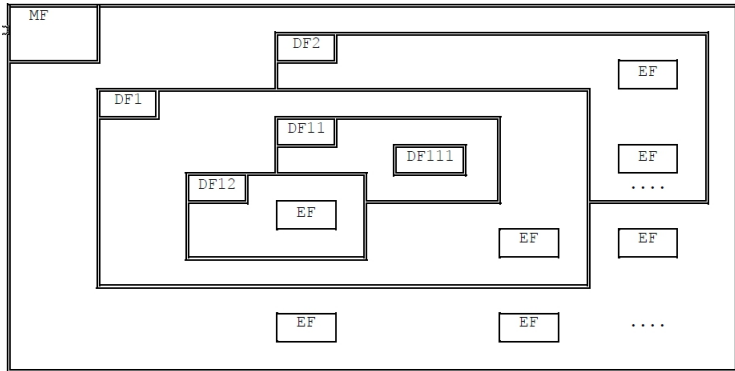 MF
DF2
EF
DF1
DF11
DF111
EF
....
DF12
EF
EF
EF
EF
EF
....